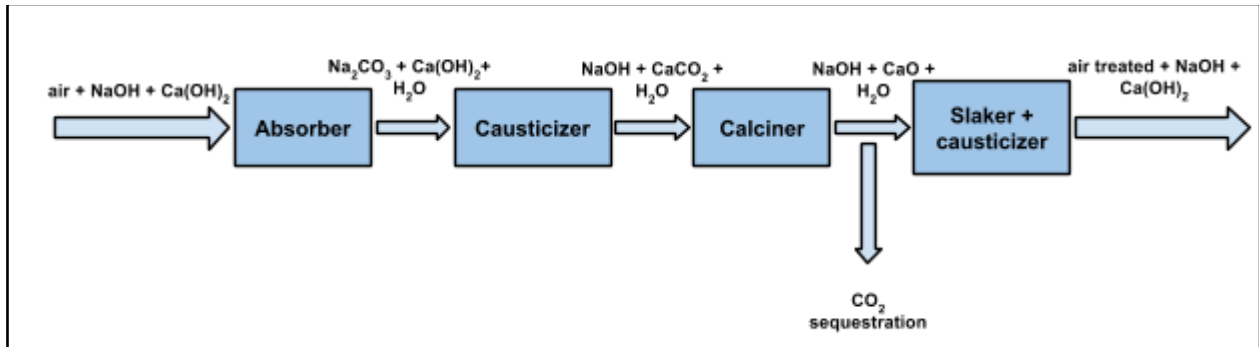 air + NaOH + Ca(OH)₂
Absorber
Na₂CO₃ + Ca(OH)₂+
H₂O
Causticizer
NaOH + CaCO₂ +
H₂O
Calciner
NaOH + CaO +
H₂O
CO₂
sequestration
Slaker +
causticizer
air treated + NaOH +
Ca(OH)₂